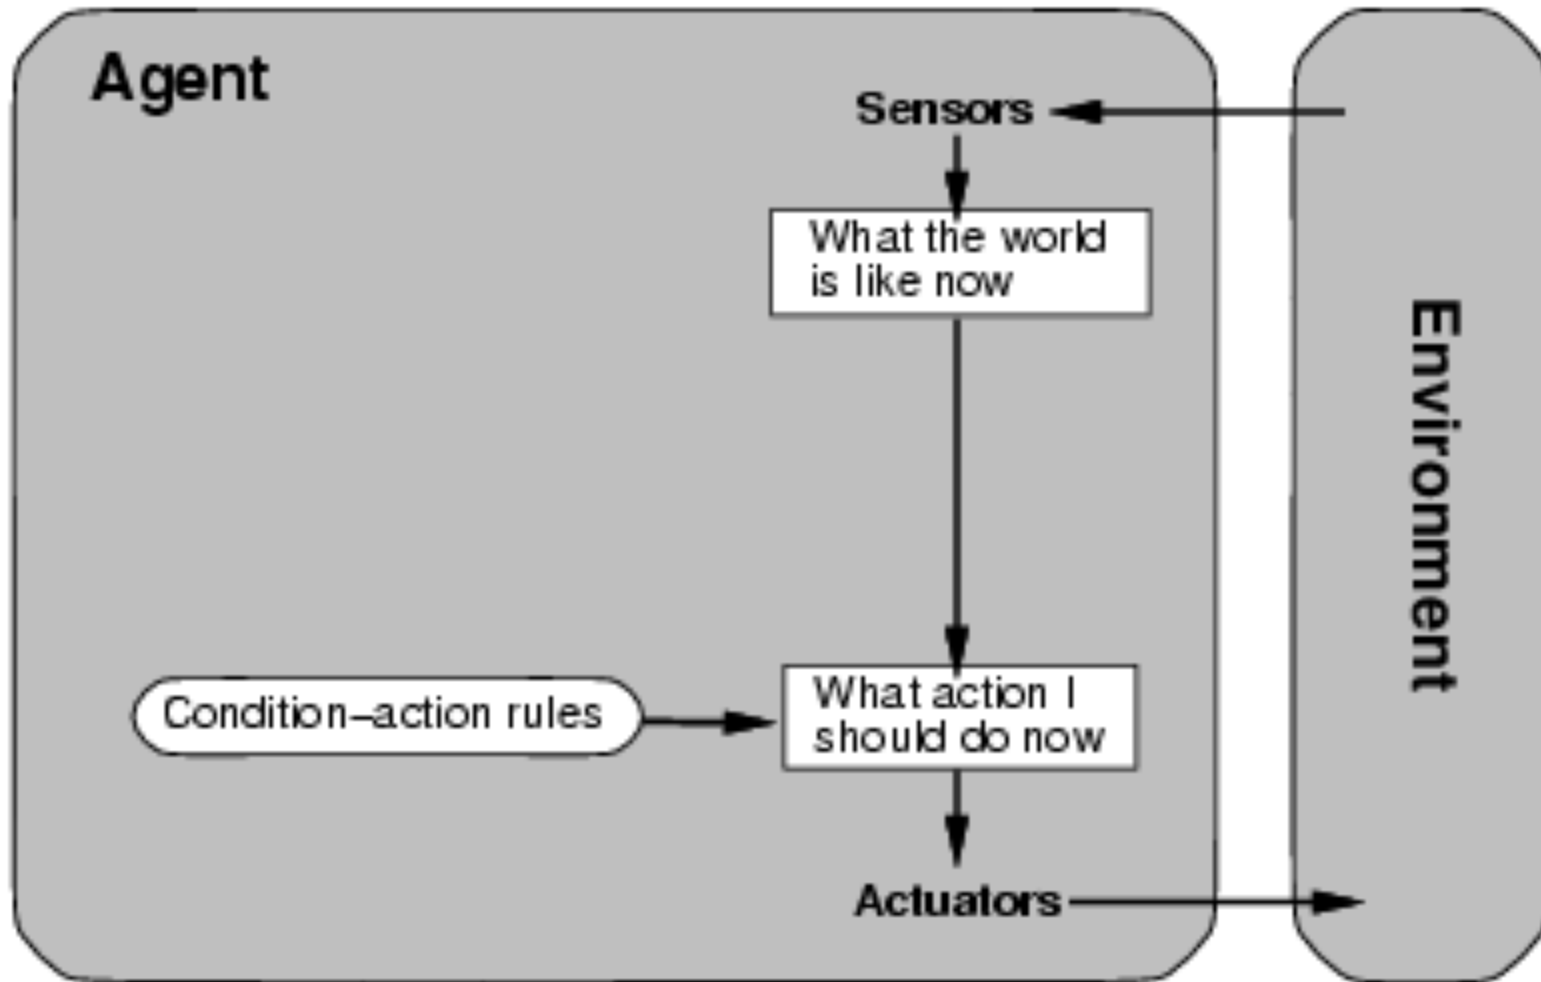 Agent
Sensors
What the world
is like now
Environment
Condition–action rules
What action I
should do now
Actuators